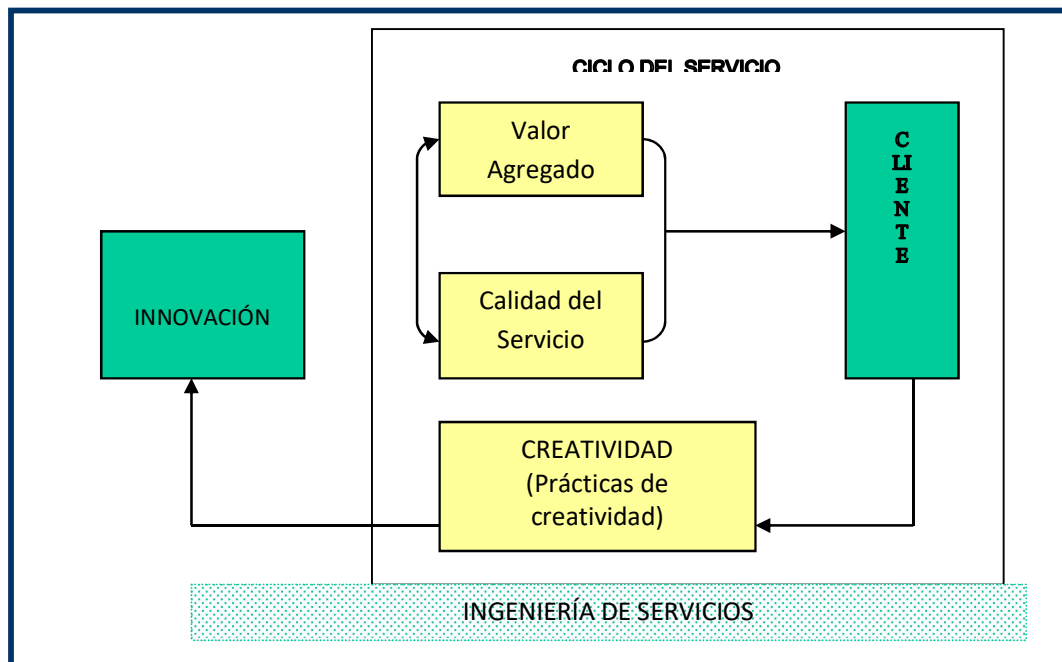 CICLO DEL SERVICIO
Valor
Agregado
C
LI
E
N
T
E
INNOVACIÓN
Calidad del
Servicio
CREATIVIDAD
(Prácticas de
creatividad)
INGENIERÍA DE SERVICIOS